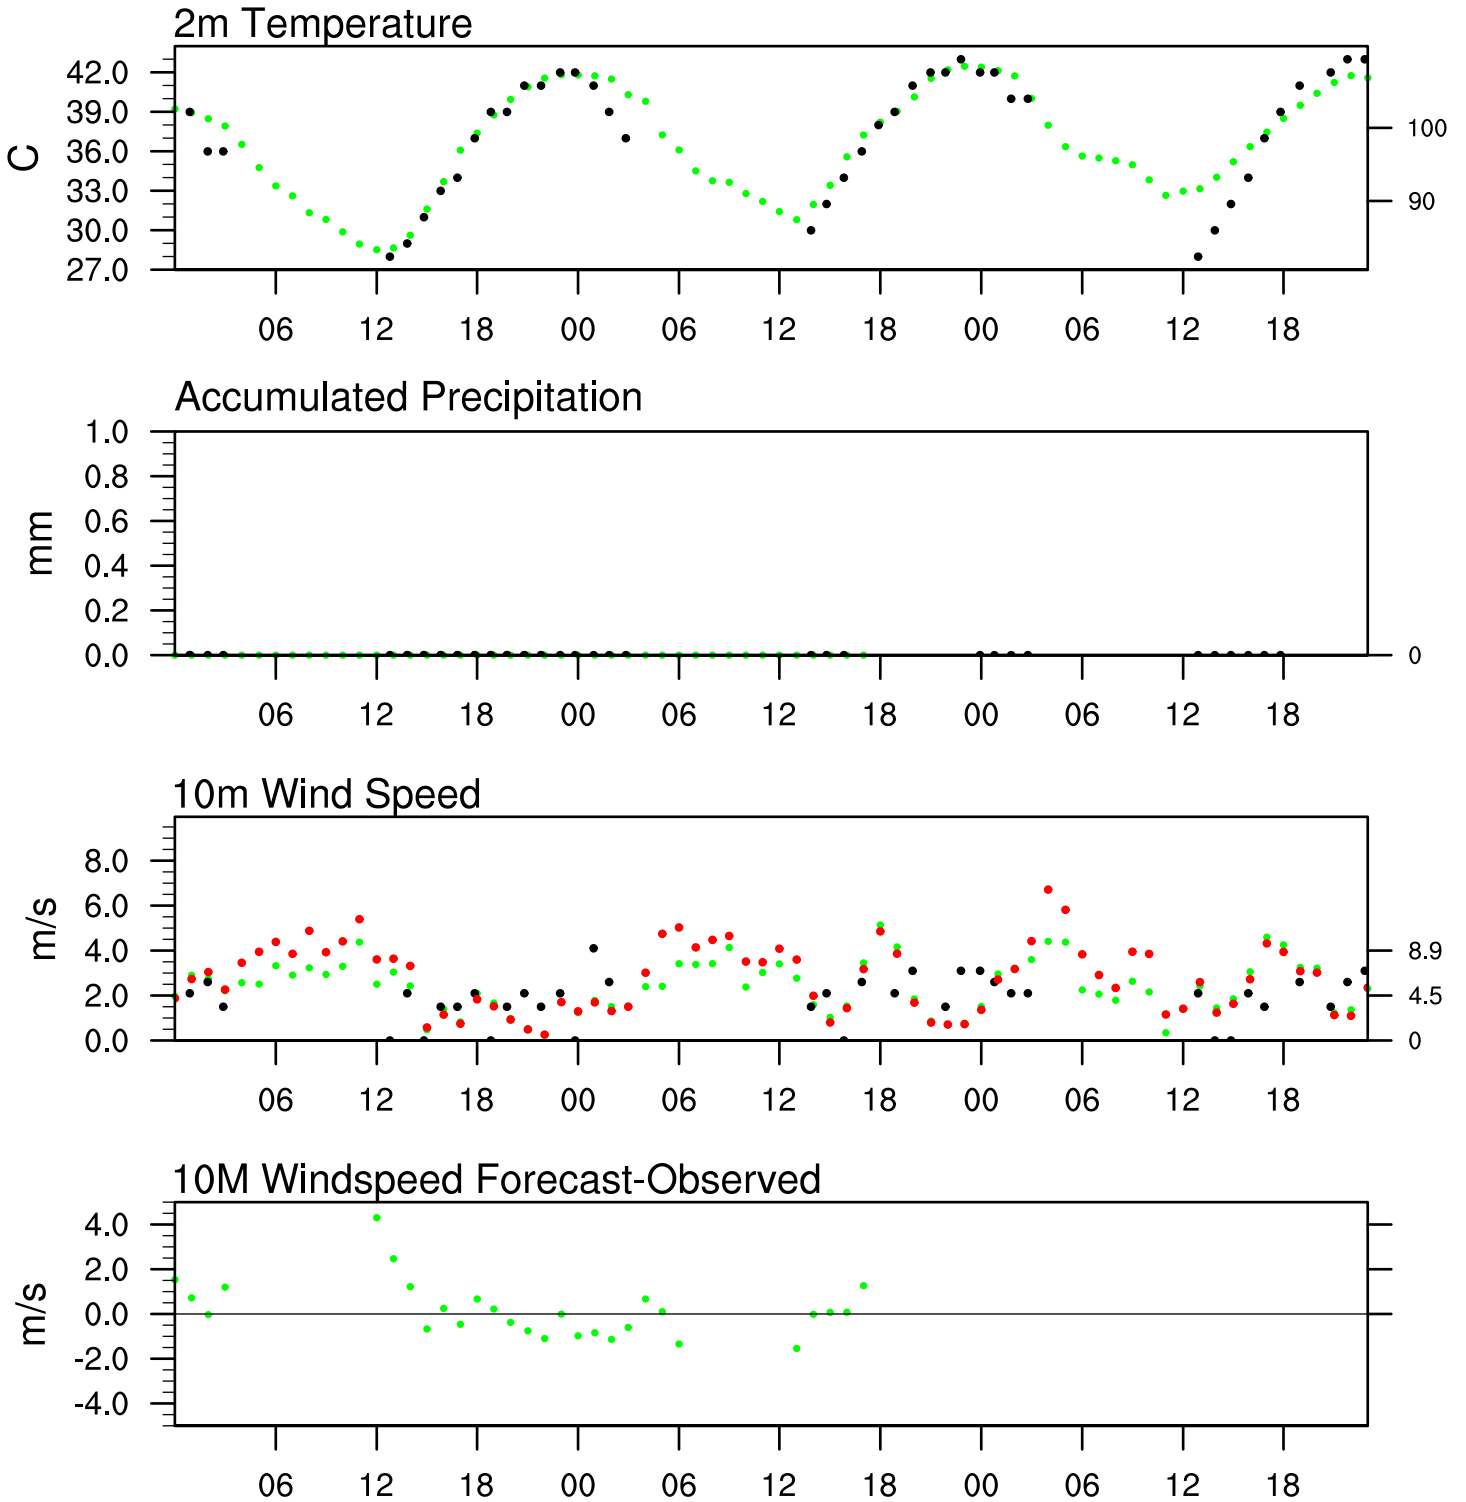 2m Temperature
42.0
39.0
36.0
33.0
30.0
27.0
C
100
90
06 12 18 00 06 12 18 00 06 12 18
Accumulated Precipitation
1.0
0.8
0.6
0.4
0.2
0.0
mm
0
06 12 18 00 06 12 18 00 06 12 18
10m Wind Speed
8.0
6.0
4.0
2.0
0.0
m/s
8.9
4.5
0
06 12 18 00 06 12 18 00 06 12 18
10M Windspeed Forecast-Observed
4.0
2.0
0.0
-2.0
-4.0
m/s
06 12 18 00 06 12 18 00 06 12 18